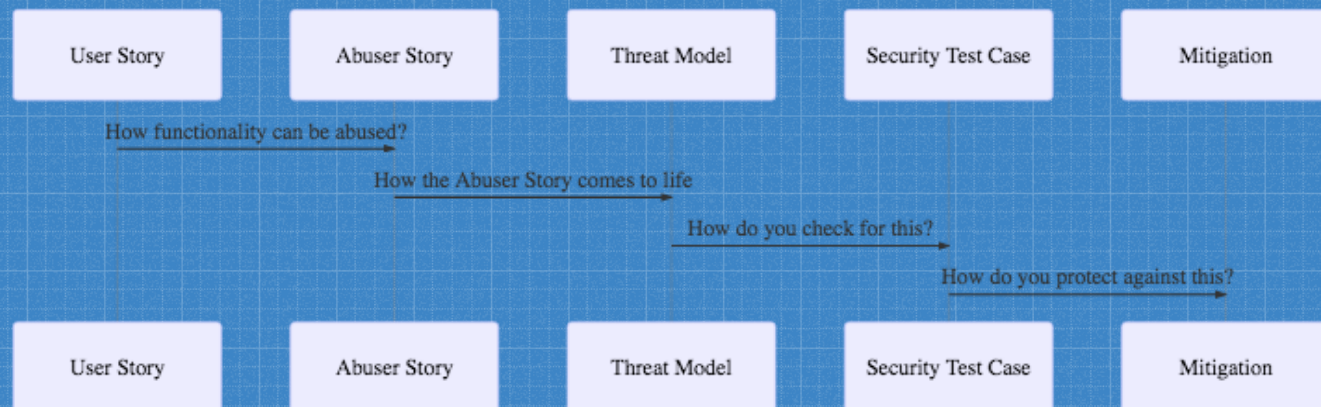 User Story
Abuser Story
Threat Model
Security Test Case
Mitigation
How functionality can be abused?
How the Abuser Story comes to life
How do you check for this?
How do you protect against this?
User Story
Abuser Story
Threat Model
Security Test Case
Mitigation